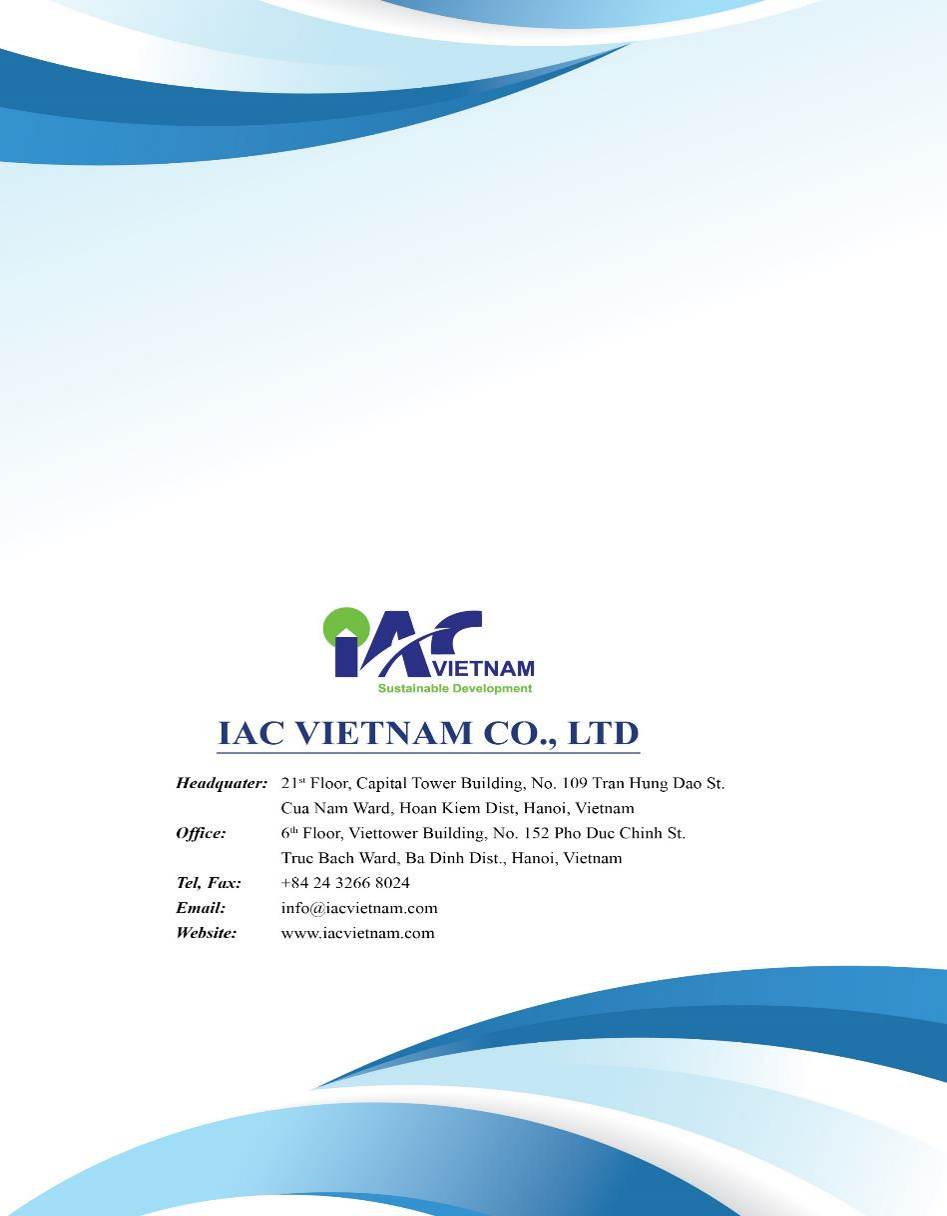 iAC VIETNAM
Sustainable Development
IAC VIETNAM CO., LTD
Headquater: 21st Floor, Capital Tower Building, No. 109 Tran Hung Dao St.
Cua Nam Ward, Hoan Kiem Dist, Hanoi, Vietnam
Office: 6th Floor, Viettower Building, No. 152 Pho Duc Chinh St.
Truc Bach Ward, Ba Dinh Dist., Hanoi, Vietnam
Tel, Fax: +84 24 3266 8024
Email: info@iacvietnam.com
Website: www.iacvietnam.com